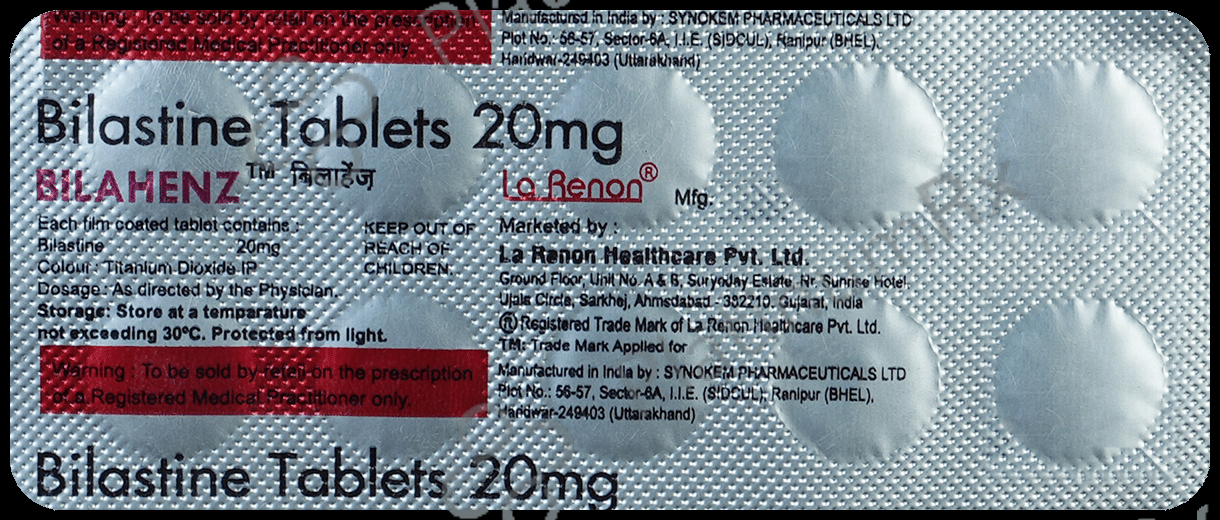 Warning : To be sold by retail on the prescription
of a Registered Medical Practitioner only.
Manufactured in India by : SYNOKEM PHARMACEUTICALS LTD
Plot No.: 56-57, Sector-6A, I.I.E. (SIDCUL), Ranipur (BHEL),
Haridwar-249403 (Uttarakhand)
Bilastine Tablets 20mg
BILAHENZ™ बिलाहेंज़
La Renon® Mfg.
Each film coated tablet contains :
Bilastine 20mg
Colour : Titanium Dioxide IP
KEEP OUT OF
REACH OF
CHILDREN.
Dosage : As directed by the Physician.
Storage: Store at a temparature
not exceeding 30°C. Protected from light.
Marketed by :
La Renon Healthcare Pvt. Ltd.
Ground Floor, Unit No. A & B, Suryoday Estate, Nr. Sunrise Hotel,
Ujala Circle, Sarkhej, Ahmedabad - 382210. Gujarat, India
® Registered Trade Mark of La Renon Healthcare Pvt. Ltd.
TM: Trade Mark Applied for
Warning : To be sold by retail on the prescription
of a Registered Medical Practitioner only.
Manufactured in India by : SYNOKEM PHARMACEUTICALS LTD
Plot No.: 56-57, Sector-6A, I.I.E. (SIDCUL), Ranipur (BHEL),
Haridwar-249403 (Uttarakhand)
Bilastine Tablets 20mg